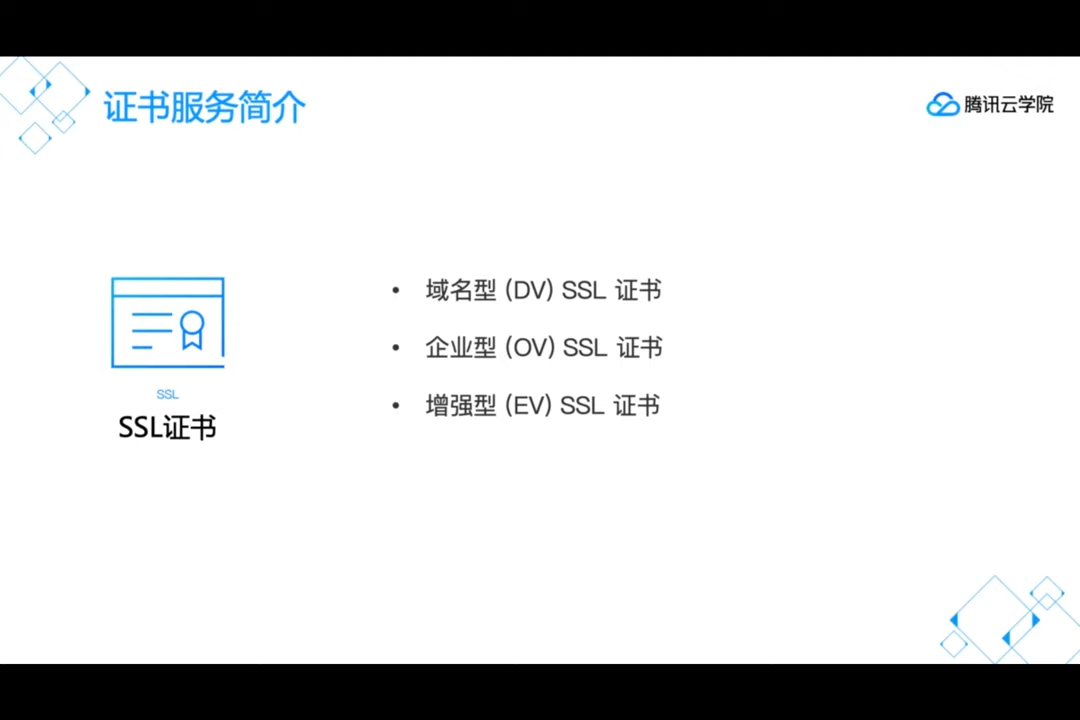 证书服务简介
腾讯云学院
• 域名型 (DV) SSL 证书
• 企业型 (OV) SSL 证书
• 增强型 (EV) SSL 证书
SSL
SSL证书